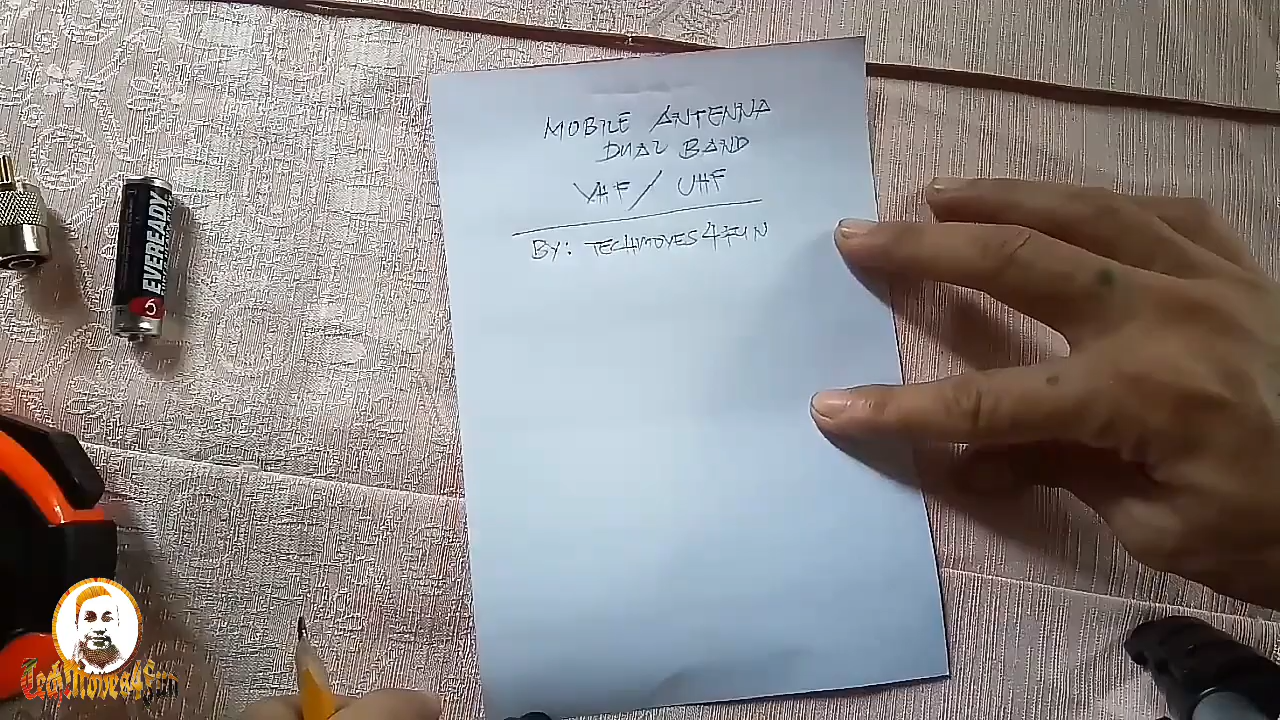 MOBILE ANTENNA
DUAL BAND
VHF / UHF
BY: TECHMOVES4FUN
EVEREADY
TechMoves4Fun